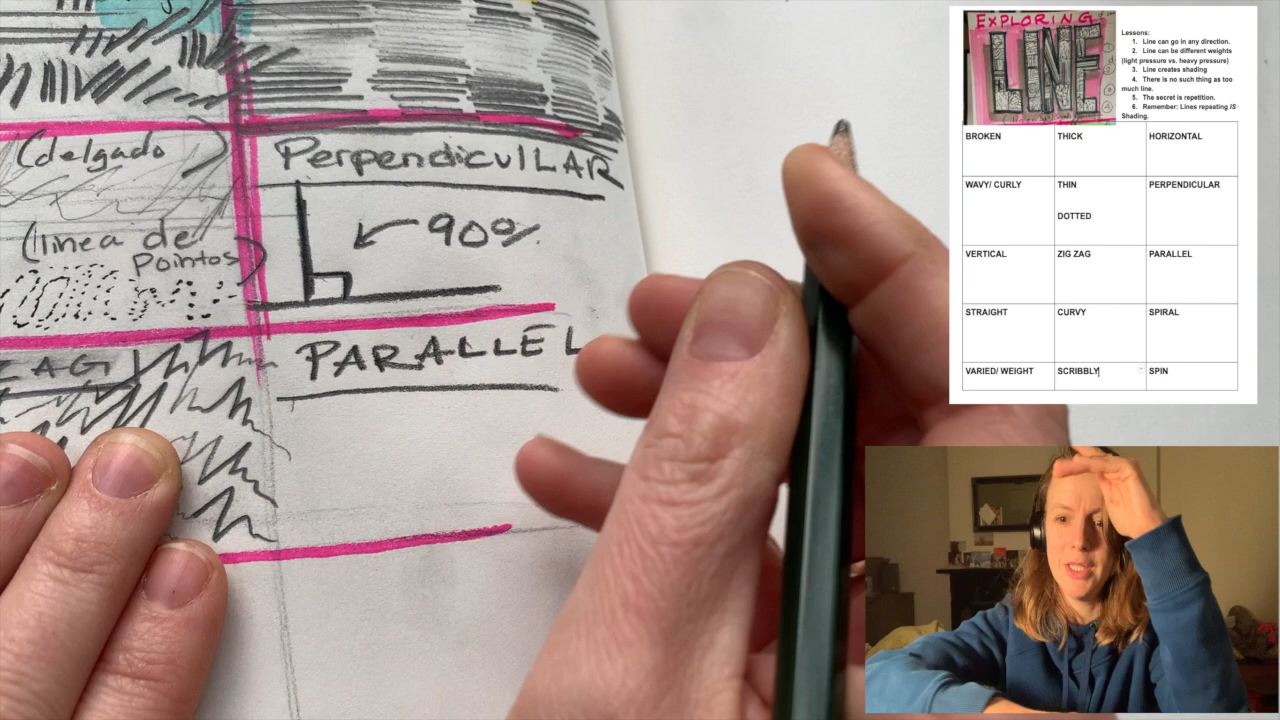 (delgado)
PerpendicuLAR
90%
(linea de
Pointos)
ZAG)
PARALLEL
EXPLORING
LINE
Lessons:
1. Line can go in any direction.
2. Line can be different weights
(light pressure vs. heavy pressure)
3. Line creates shading
4. There is no such thing as too
much line.
5. The secret is repetition.
6. Remember: Lines repeating IS
Shading.
BROKEN THICK HORIZONTAL
WAVY/ CURLY THIN PERPENDICULAR
DOTTED
VERTICAL ZIG ZAG PARALLEL
STRAIGHT CURVY SPIRAL
VARIED/ WEIGHT SCRIBBLY SPIN